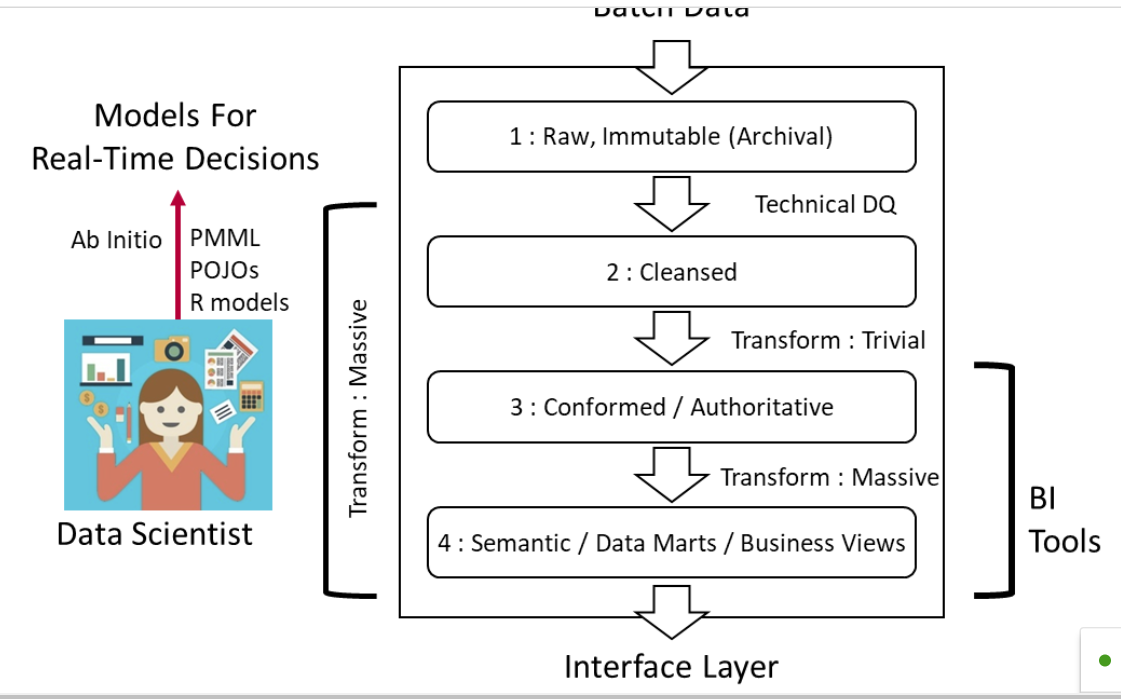 Batch Data
Models For
Real-Time Decisions
Ab Initio
PMML
POJOs
R models
Data Scientist
Transform : Massive
1 : Raw, Immutable (Archival)
Technical DQ
2 : Cleansed
Transform : Trivial
3 : Conformed / Authoritative
Transform : Massive
4 : Semantic / Data Marts / Business Views
BI
Tools
Interface Layer